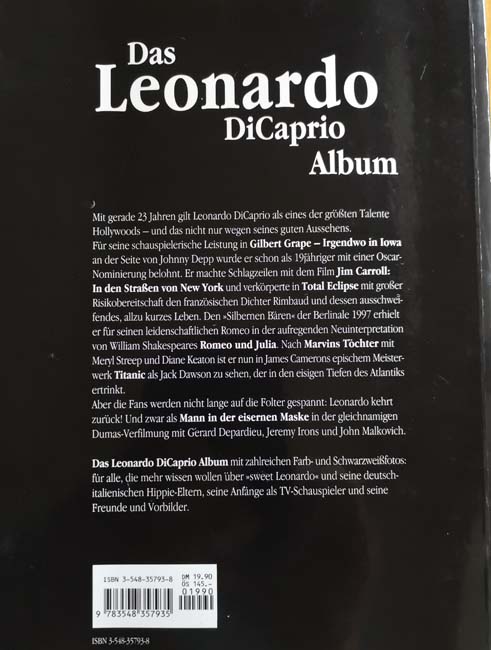 Das
Leonardo
DiCaprio
Album
Mit gerade 23 Jahren gilt Leonardo DiCaprio als eines der größten Talente
Hollywoods – und das nicht nur wegen seines guten Aussehens.
Für seine schauspielerische Leistung in Gilbert Grape – Irgendwo in Iowa
an der Seite von Johnny Depp wurde er schon als 19jähriger mit einer Oscar-
Nominierung belohnt. Er machte Schlagzeilen mit dem Film Jim Carroll:
In den Straßen von New York und verkörperte in Total Eclipse mit großer
Risikobereitschaft den französischen Dichter Rimbaud und dessen ausschwei-
fendes, allzu kurzes Leben. Den »Silbernen Bären« der Berlinale 1997 erhielt
er für seinen leidenschaftlichen Romeo in der aufregenden Neuinterpretation
von William Shakespeares Romeo und Julia. Nach Marvins Töchter mit
Meryl Streep und Diane Keaton ist er nun in James Camerons epischem Meister-
werk Titanic als Jack Dawson zu sehen, der in den eisigen Tiefen des Atlantiks
ertrinkt.
Aber die Fans werden nicht lange auf die Folter gespannt: Leonardo kehrt
zurück! Und zwar als Mann in der eisernen Maske in der gleichnamigen
Dumas-Verfilmung mit Gerard Depardieu, Jeremy Irons und John Malkovich.
Das Leonardo DiCaprio Album mit zahlreichen Farb- und Schwarzweißfotos:
für alle, die mehr wissen wollen über »sweet Leonardo« und seine deutsch-
italienischen Hippie-Eltern, seine Anfänge als TV-Schauspieler und seine
Freunde und Vorbilder.
ISBN 3-548-35793-8
DM 19.90
ÖS 145.-
01990
9 783548 357935
ISBN 3-548-35793-8